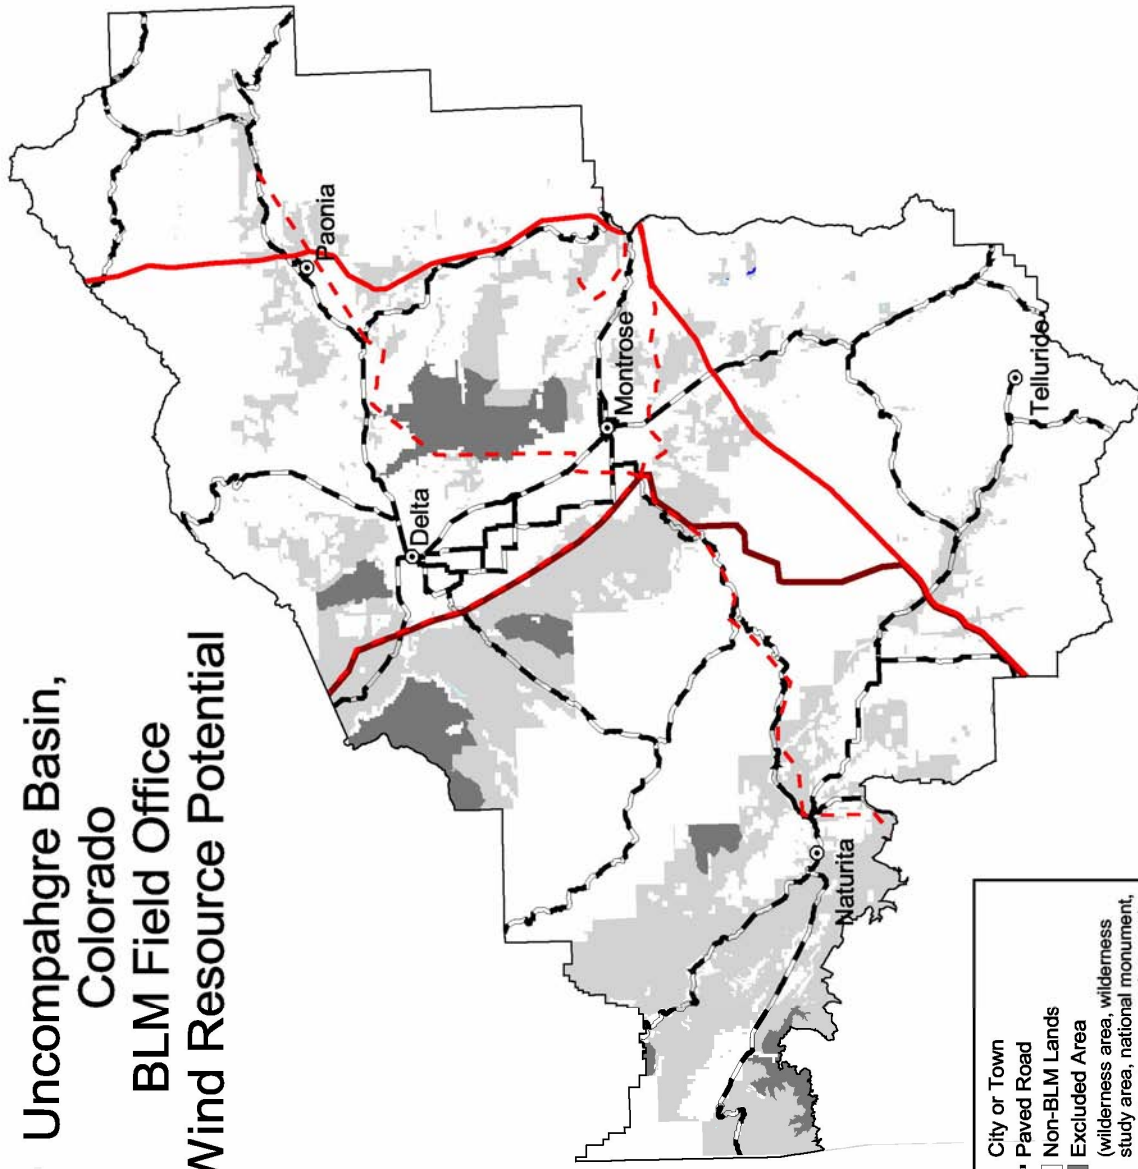 Uncompahgre Basin,
Colorado
BLM Field Office
Wind Resource Potential
Paonia
Delta
Montrose
Telluride
Naturita
City or Town
Paved Road
Non-BLM Lands
Excluded Area
(wilderness area, wilderness
study area, national monument,